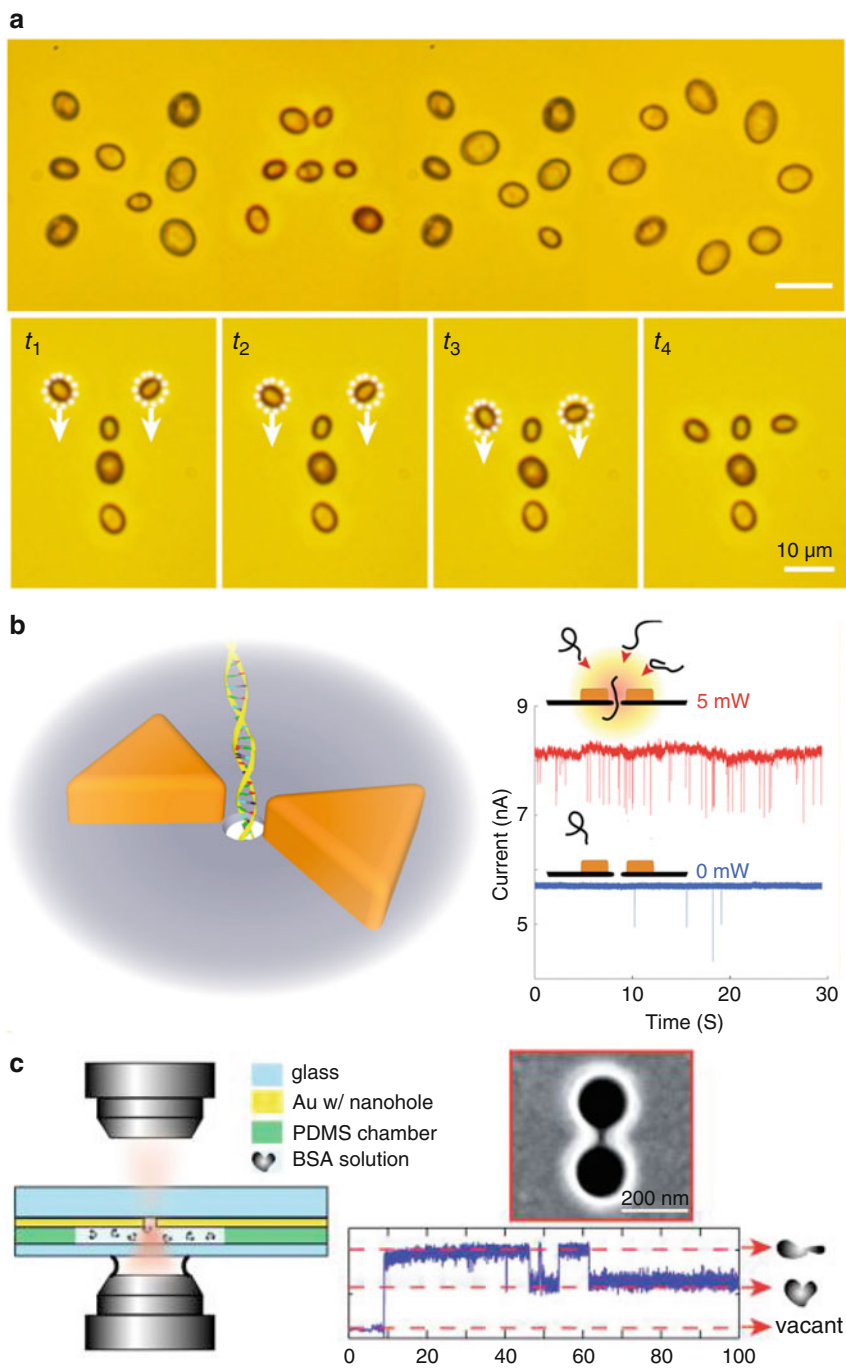 a
t1
t2
t3
t4
10 µm
b
9
7
5
Current (nA)
5 mW
0 mW
0
10
20
30
Time (S)
c
glass
Au w/ nanohole
PDMS chamber
BSA solution
200 nm
vacant
0
20
40
60
80
100